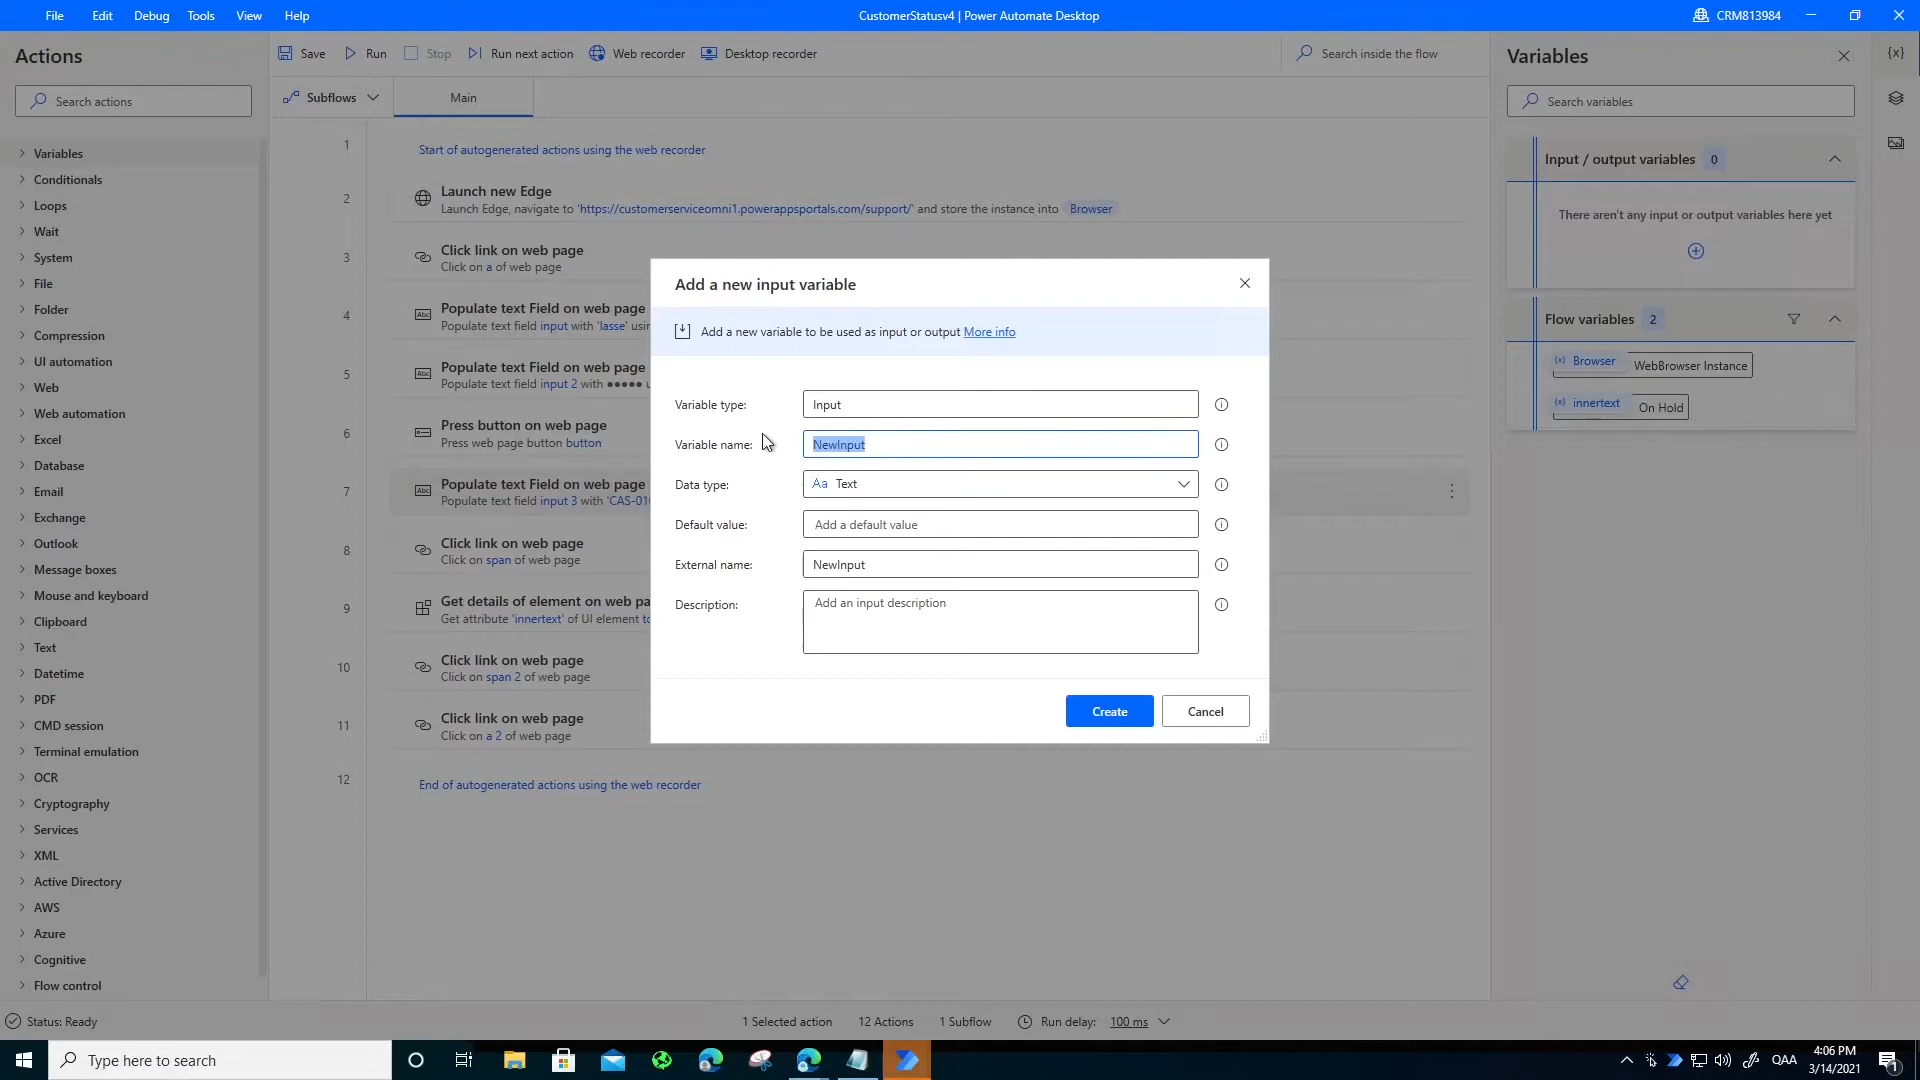 File Edit Debug Tools View Help
CustomerStatusv4 | Power Automate Desktop
CRM813984
Actions
Search actions
Variables
Conditionals
Loops
Wait
System
File
Folder
Compression
UI automation
Web
Web automation
Excel
Database
Email
Exchange
Outlook
Message boxes
Mouse and keyboard
Clipboard
Text
Datetime
PDF
CMD session
Terminal emulation
OCR
Cryptography
Services
XML
Active Directory
AWS
Azure
Cognitive
Flow control
Save Run Stop Run next action Web recorder Desktop recorder
Search inside the flow
Subflows Main
1
Start of autogenerated actions using the web recorder
2
Launch new Edge
Launch Edge, navigate to 'https://customerserviceomni1.powerappsportals.com/support/' and store the instance into Browser
3
Click link on web page
Click on a of web page
4
Populate text Field on web page
Populate text field input with 'lasse'
5
Populate text Field on web page
Populate text field input 2 with ●●●●●
6
Press button on web page
Press web page button button
7
Populate text Field on web page
Populate text field input 3 with
8
Click link on web page
Click on span of web page
9
Get details of element on web
Get attribute 'innertext' of UI element
10
Click link on web page
Click on span 2 of web page
11
Click link on web page
Click on a 2 of web page
12
End of autogenerated actions using the web recorder
Add a new input variable
Add a new variable to be used as input or output More info
Variable type: Input
Variable name: NewInput
Data type: Aa Text
Default value: Add a default value
External name: NewInput
Description: Add an input description
Create Cancel
Variables
{x}
Search variables
Input / output variables 0
There aren't any input or output variables here yet
Flow variables 2
{x} Browser WebBrowser Instance
{x} innertext On Hold
Status: Ready
1 Selected action 12 Actions 1 Subflow Run delay: 100 ms
Type here to search
QAA
4:06 PM
3/14/2021
1